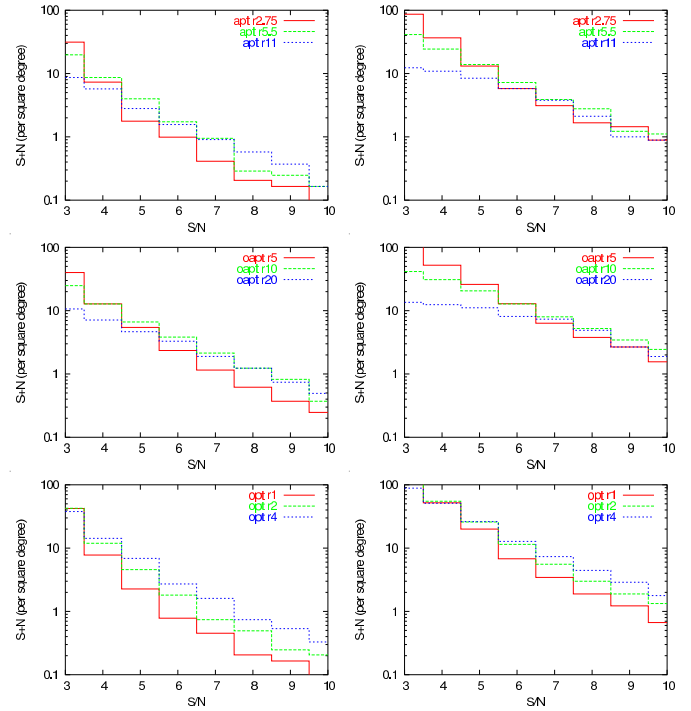 100
10
1
0.1
S+N (per square degree)
apt r2.75
apt r5.5
apt r11
3 4 5 6 7 8 9 10
S/N
100
10
1
0.1
S+N (per square degree)
apt r2.75
apt r5.5
apt r11
3 4 5 6 7 8 9 10
S/N
100
10
1
0.1
S+N (per square degree)
oapt r5
oapt r10
oapt r20
3 4 5 6 7 8 9 10
S/N
100
10
1
0.1
S+N (per square degree)
oapt r5
oapt r10
oapt r20
3 4 5 6 7 8 9 10
S/N
100
10
1
0.1
S+N (per square degree)
opt r1
opt r2
opt r4
3 4 5 6 7 8 9 10
S/N
100
10
1
0.1
S+N (per square degree)
opt r1
opt r2
opt r4
3 4 5 6 7 8 9 10
S/N